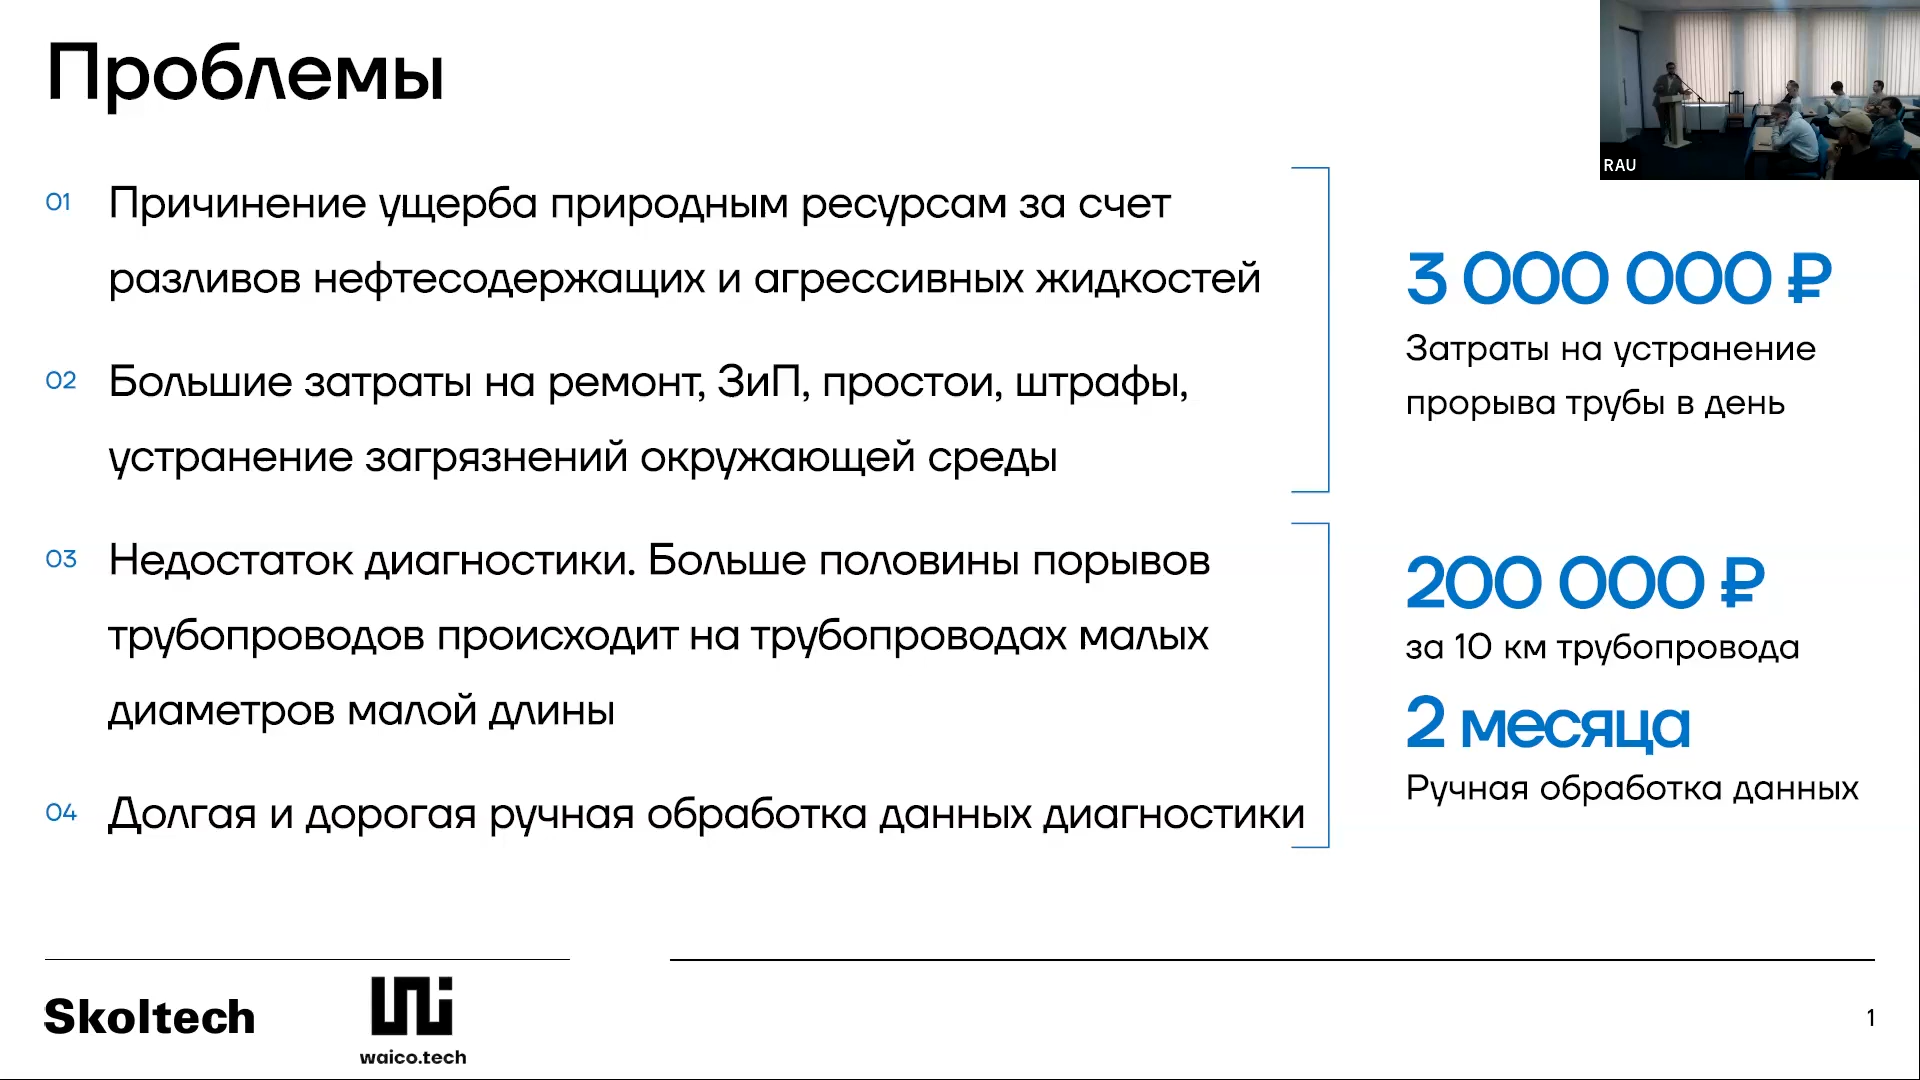 Проблемы
RAU
01 Причинение ущерба природным ресурсам за счет
разливов нефтесодержащих и агрессивных жидкостей
02 Большие затраты на ремонт, ЗиП, простои, штрафы,
устранение загрязнений окружающей среды
03 Недостаток диагностики. Больше половины порывов
трубопроводов происходит на трубопроводах малых
диаметров малой длины
04 Долгая и дорогая ручная обработка данных диагностики
3 000 000 ₽
Затраты на устранение
прорыва трубы в день
200 000 ₽
за 10 км трубопровода
2 месяца
Ручная обработка данных
Skoltech
waico.tech
1